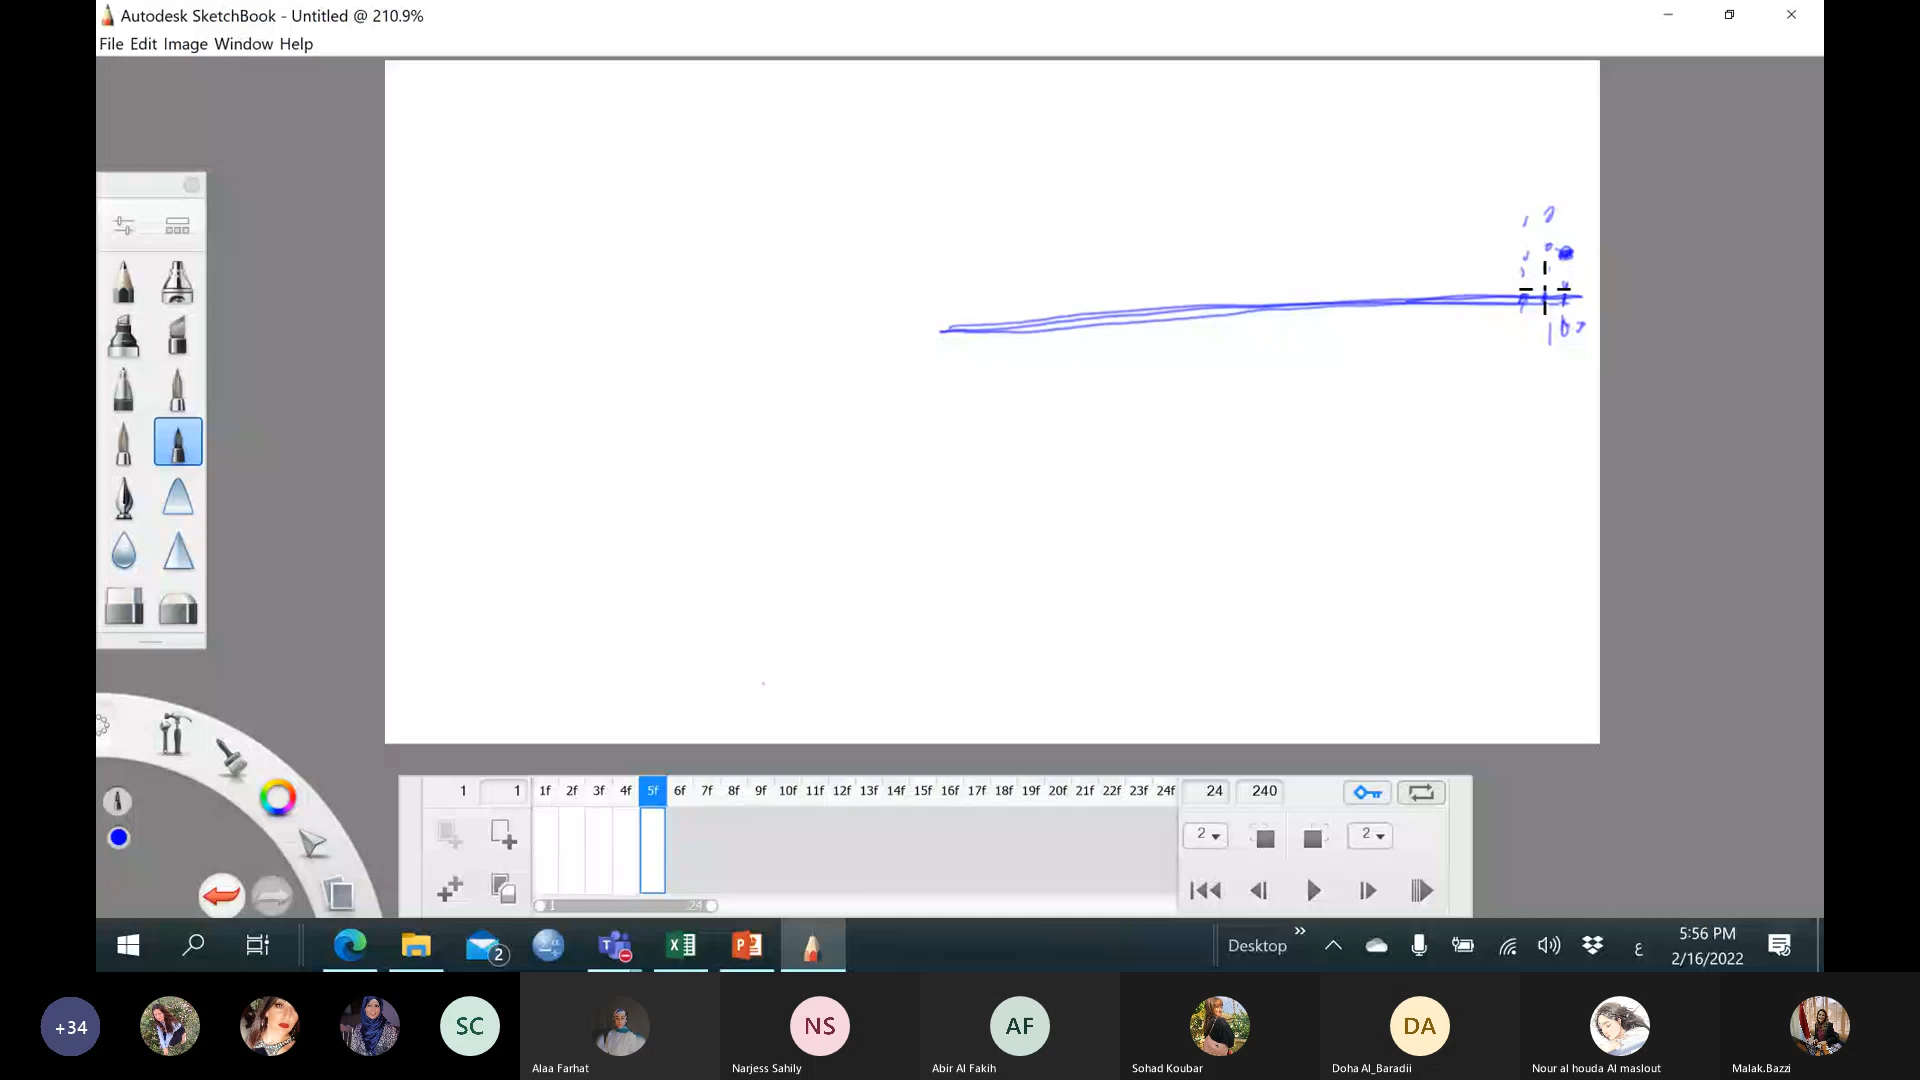 Autodesk SketchBook - Untitled @ 210.9%
File Edit Image Window Help
1 1 1f 2f 3f 4f 5f 6f 7f 8f 9f 10f 11f 12f 13f 14f 15f 16f 17f 18f 19f 20f 21f 22f 23f 24f 24 240
2 2
1 24
2 Desktop ع 5:56 PM
2/16/2022
+34 SC NS AF DA
Alaa Farhat Narjess Sahily Abir Al Fakih Sohad Koubar Doha Al_Baradii Nour al houda Al maslout Malak.Bazzi